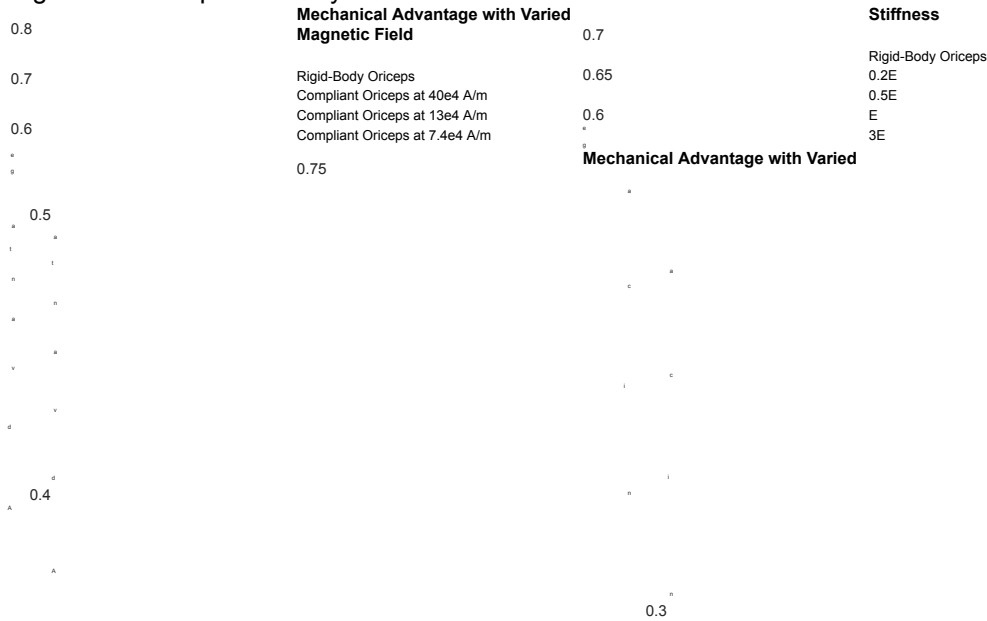 0.8
0.7
0.6
e
g
0.5
a
t
n
a
v
d
0.4
A
a
t
n
a
v
d
A
Mechanical Advantage with Varied
Magnetic Field
Rigid-Body Oriceps
Compliant Oriceps at 40e4 A/m
Compliant Oriceps at 13e4 A/m
Compliant Oriceps at 7.4e4 A/m
0.75
0.7
0.65
0.6
e
g
Mechanical Advantage with Varied
Stiffness
Rigid-Body Oriceps
0.2E
0.5E
E
3E
a
c
i
n
a
c
i
n
0.3